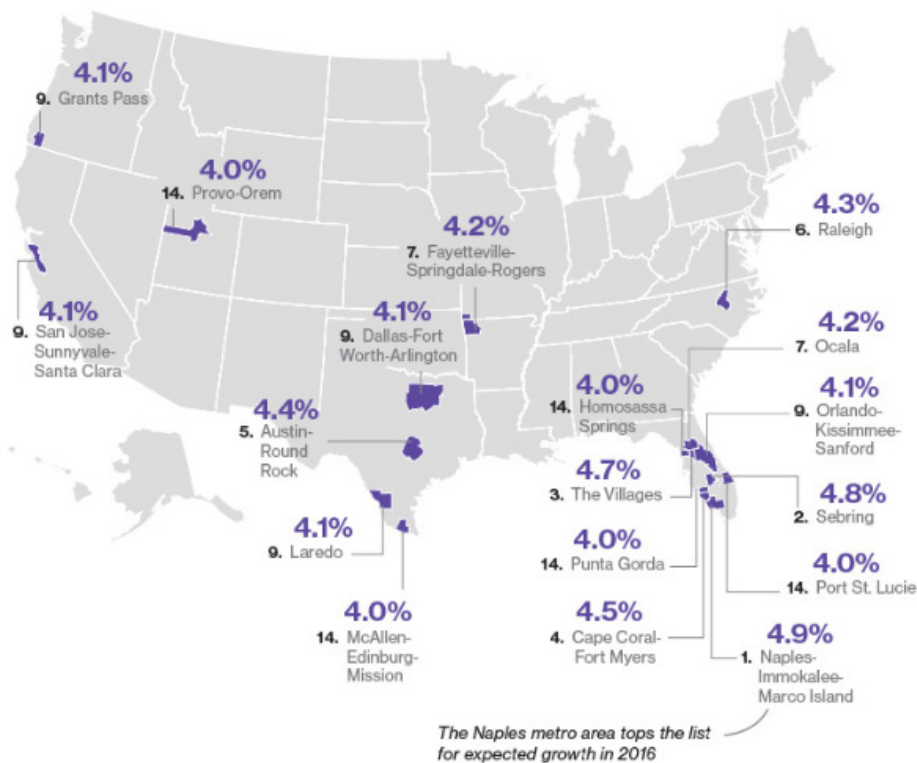 4.1%
9. Grants Pass
4.0%
14. Provo-Orem
4.2%
7. Fayetteville-
Springdale-Rogers
4.3%
6. Raleigh
4.1%
9. San Jose-
Sunnyvale-
Santa Clara
4.1%
9. Dallas-Fort
Worth-Arlington
4.2%
7. Ocala
4.4%
5. Austin-
Round
Rock
4.0%
14. Homosassa
Springs
4.1%
9. Orlando-
Kissimmee-
Sanford
4.7%
3. The Villages
4.8%
2. Sebring
4.1%
9. Laredo
4.0%
14. Punta Gorda
4.0%
14. Port St. Lucie
4.0%
14. McAllen-
Edinburg-
Mission
4.5%
4. Cape Coral-
Fort Myers
4.9%
1. Naples-
Immokalee-
Marco Island
The Naples metro area tops the list
for expected growth in 2016